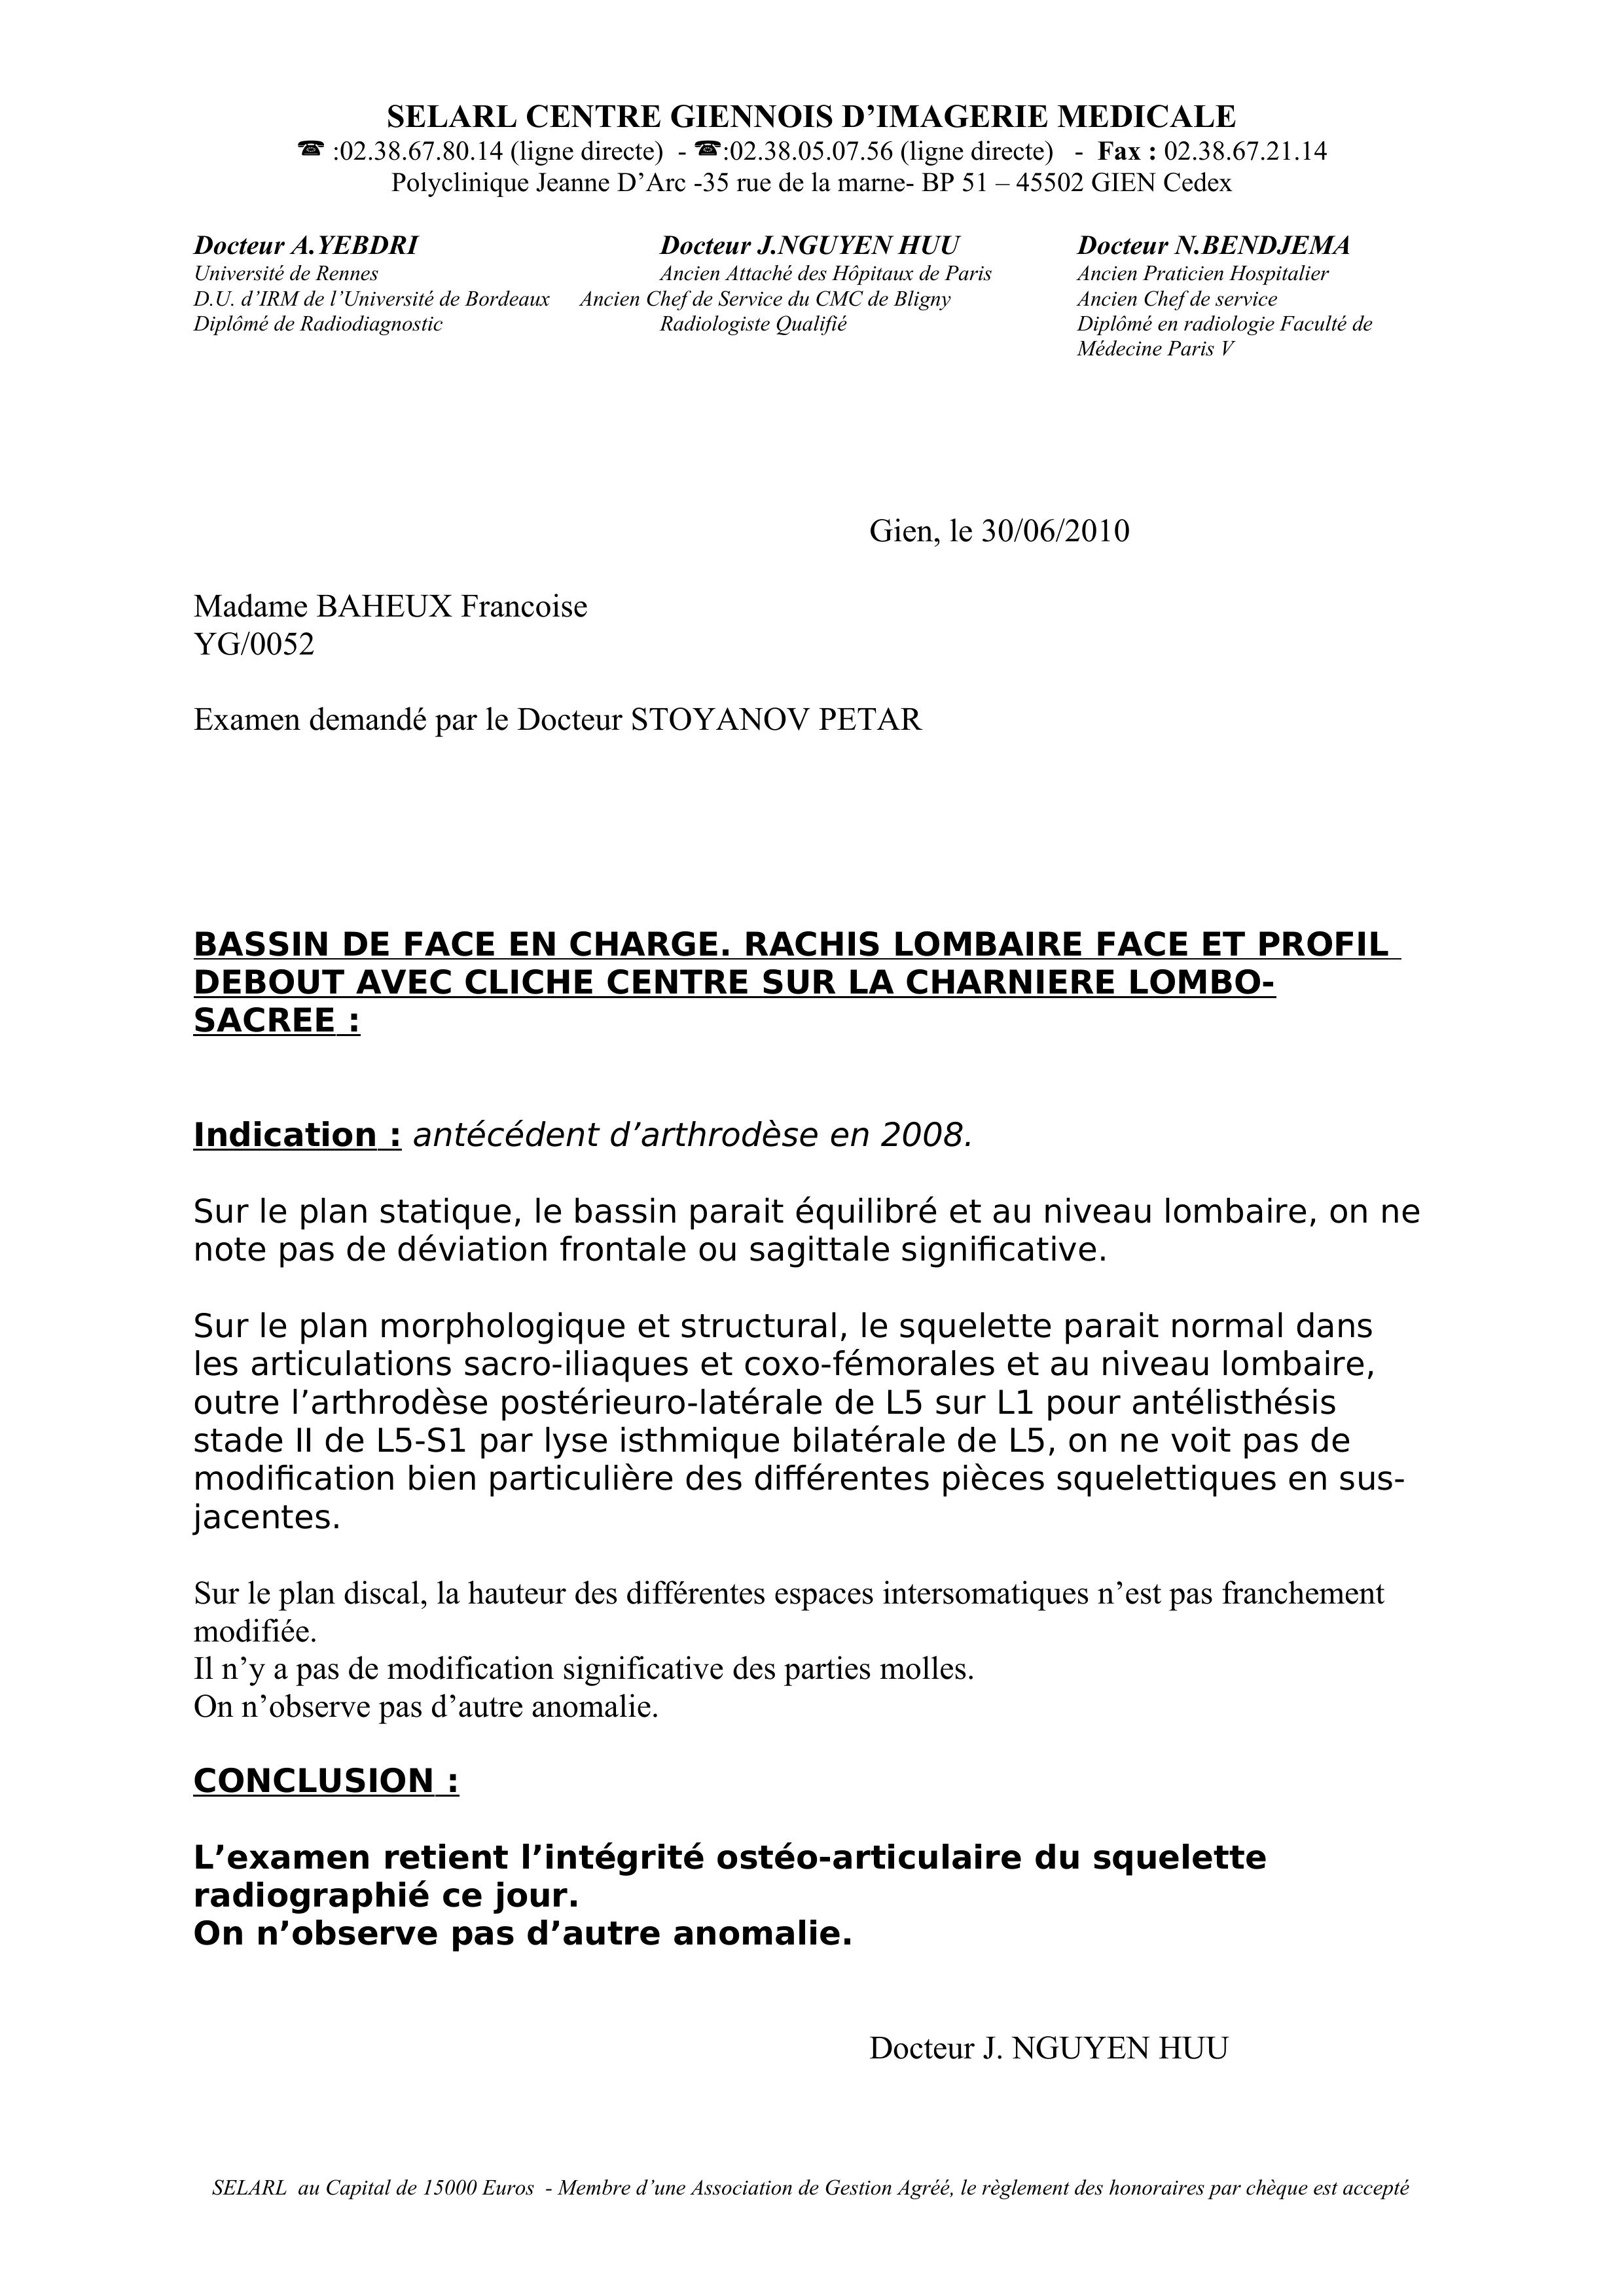 SELARL CENTRE GIENNOIS D’IMAGERIE MEDICALE
☎ :02.38.67.80.14 (ligne directe) - ☎:02.38.05.07.56 (ligne directe) - Fax : 02.38.67.21.14
Polyclinique Jeanne D’Arc -35 rue de la marne- BP 51 – 45502 GIEN Cedex
Docteur A.YEBDRI Docteur J.NGUYEN HUU Docteur N.BENDJEMA
Université de Rennes Ancien Attaché des Hôpitaux de Paris Ancien Praticien Hospitalier
D.U. d’IRM de l’Université de Bordeaux Ancien Chef de Service du CMC de Bligny Ancien Chef de service
Diplômé de Radiodiagnostic Radiologiste Qualifié Diplômé en radiologie Faculté de
Médecine Paris V
Gien, le 30/06/2010
Madame BAHEUX Francoise
YG/0052
Examen demandé par le Docteur STOYANOV PETAR
BASSIN DE FACE EN CHARGE. RACHIS LOMBAIRE FACE ET PROFIL
DEBOUT AVEC CLICHE CENTRE SUR LA CHARNIERE LOMBO-
SACREE :
Indication : antécédent d’arthrodèse en 2008.
Sur le plan statique, le bassin parait équilibré et au niveau lombaire, on ne
note pas de déviation frontale ou sagittale significative.
Sur le plan morphologique et structural, le squelette parait normal dans
les articulations sacro-iliaques et coxo-fémorales et au niveau lombaire,
outre l’arthrodèse postérieuro-latérale de L5 sur L1 pour antélisthésis
stade II de L5-S1 par lyse isthmique bilatérale de L5, on ne voit pas de
modification bien particulière des différentes pièces squelettiques en sus-
jacentes.
Sur le plan discal, la hauteur des différentes espaces intersomatiques n’est pas franchement
modifiée.
Il n’y a pas de modification significative des parties molles.
On n’observe pas d’autre anomalie.
CONCLUSION :
L’examen retient l’intégrité ostéo-articulaire du squelette
radiographié ce jour.
On n’observe pas d’autre anomalie.
Docteur J. NGUYEN HUU
SELARL au Capital de 15000 Euros - Membre d’une Association de Gestion Agréé, le règlement des honoraires par chèque est accepté